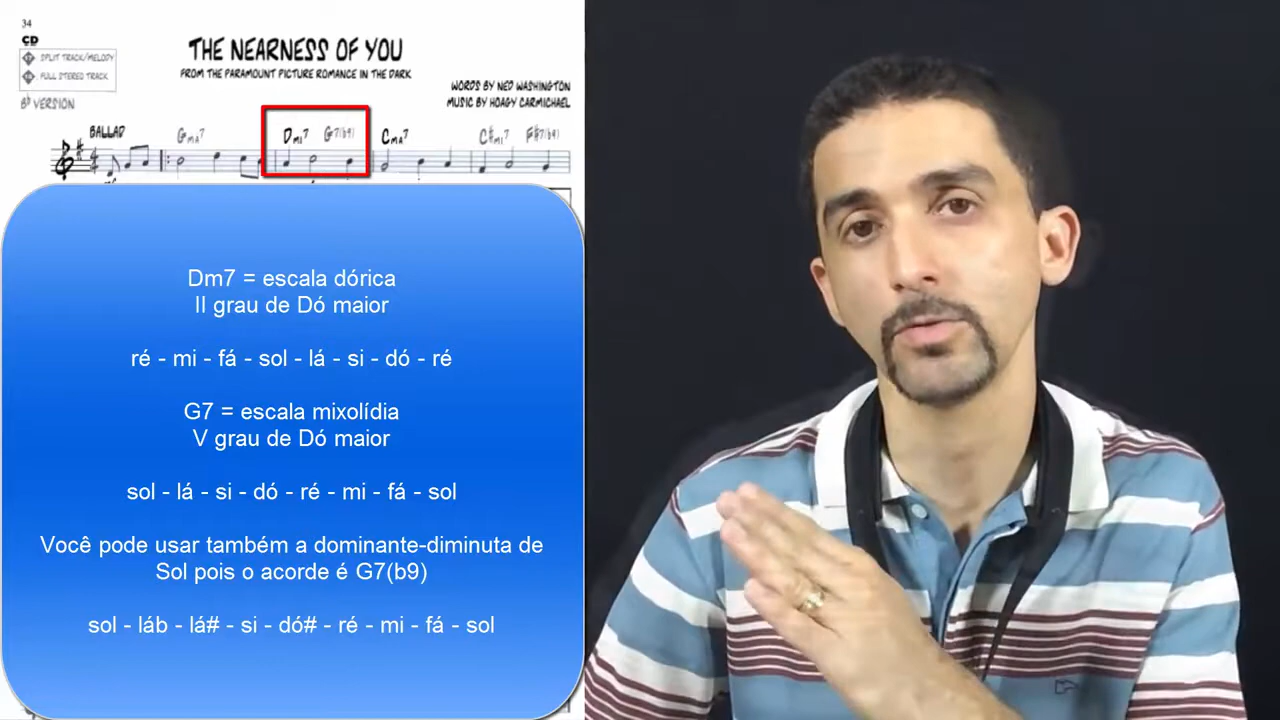 34
CD
SPLIT TRACK/MELODY
FULL STEREO TRACK
Bb VERSION
THE NEARNESS OF YOU
FROM THE PARAMOUNT PICTURE ROMANCE IN THE DARK
WORDS BY NED WASHINGTON
MUSIC BY HOAGY CARMICHAEL
BALLAD GMA7 DMI7 G7(b9) CMA7 C#MI7 F#7(b9)
Dm7 = escala dórica
II grau de Dó maior
ré - mi - fá - sol - lá - si - dó - ré
G7 = escala mixolídia
V grau de Dó maior
sol - lá - si - dó - ré - mi - fá - sol
Você pode usar também a dominante-diminuta de
Sol pois o acorde é G7(b9)
sol - láb - lá# - si - dó# - ré - mi - fá - sol